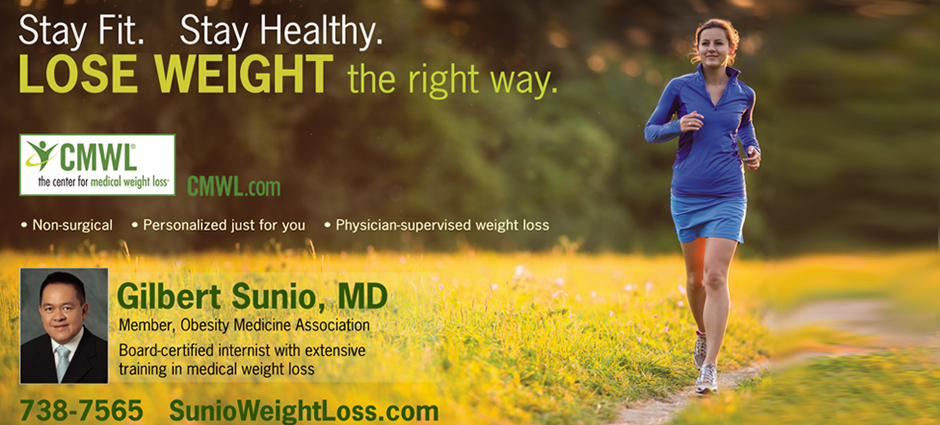 Stay Fit. Stay Healthy.
LOSE WEIGHT the right way.
CMWL®
the center for medical weight loss®
CMWL.com
• Non-surgical • Personalized just for you • Physician-supervised weight loss
Gilbert Sunio, MD
Member, Obesity Medicine Association
Board-certified internist with extensive
training in medical weight loss
738-7565 SunioWeightLoss.com